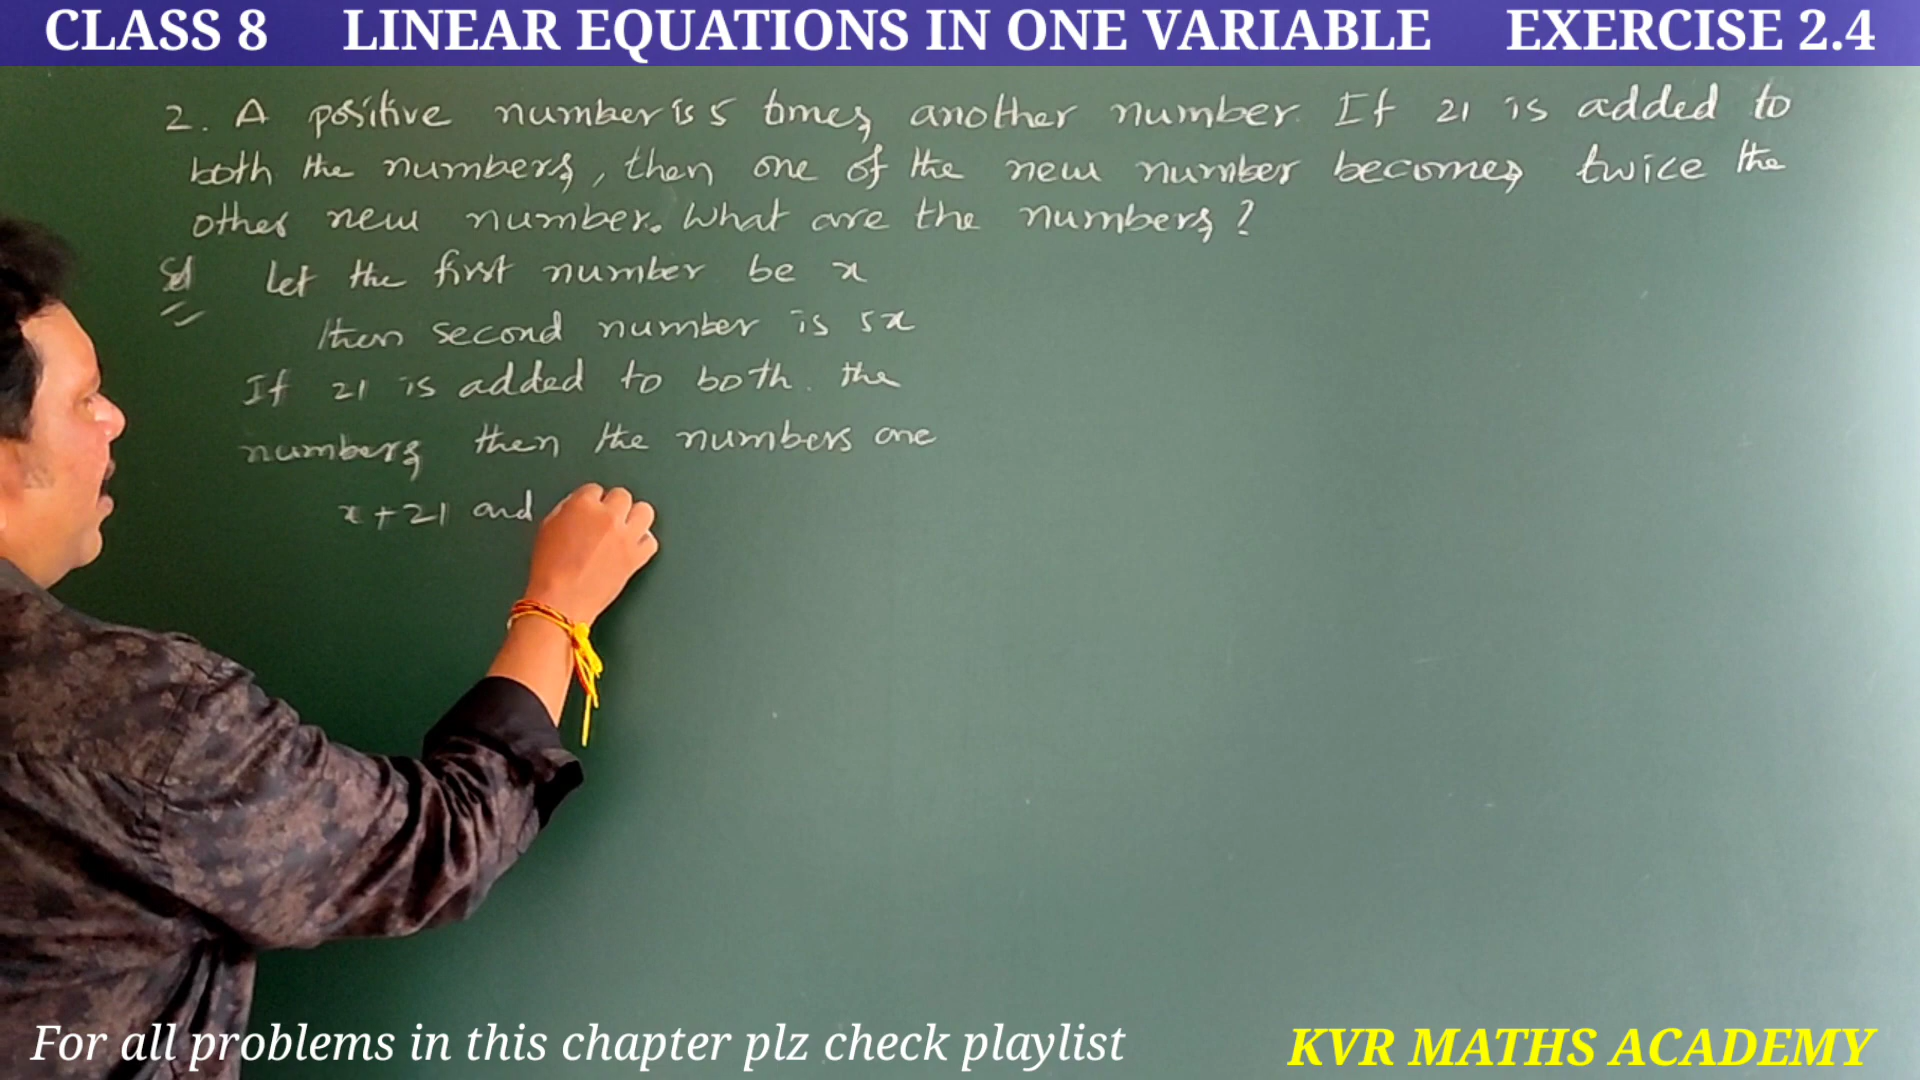 CLASS 8 LINEAR EQUATIONS IN ONE VARIABLE EXERCISE 2.4
2. A positive number is 5 times another number. If 21 is added to
both the numbers, then one of the new number becomes twice the
other new number. What are the numbers?
Sol Let the first number be x
then second number is 5x
If 21 is added to both the
numbers then the numbers are
x+21 and
For all problems in this chapter plz check playlist
KVR MATHS ACADEMY